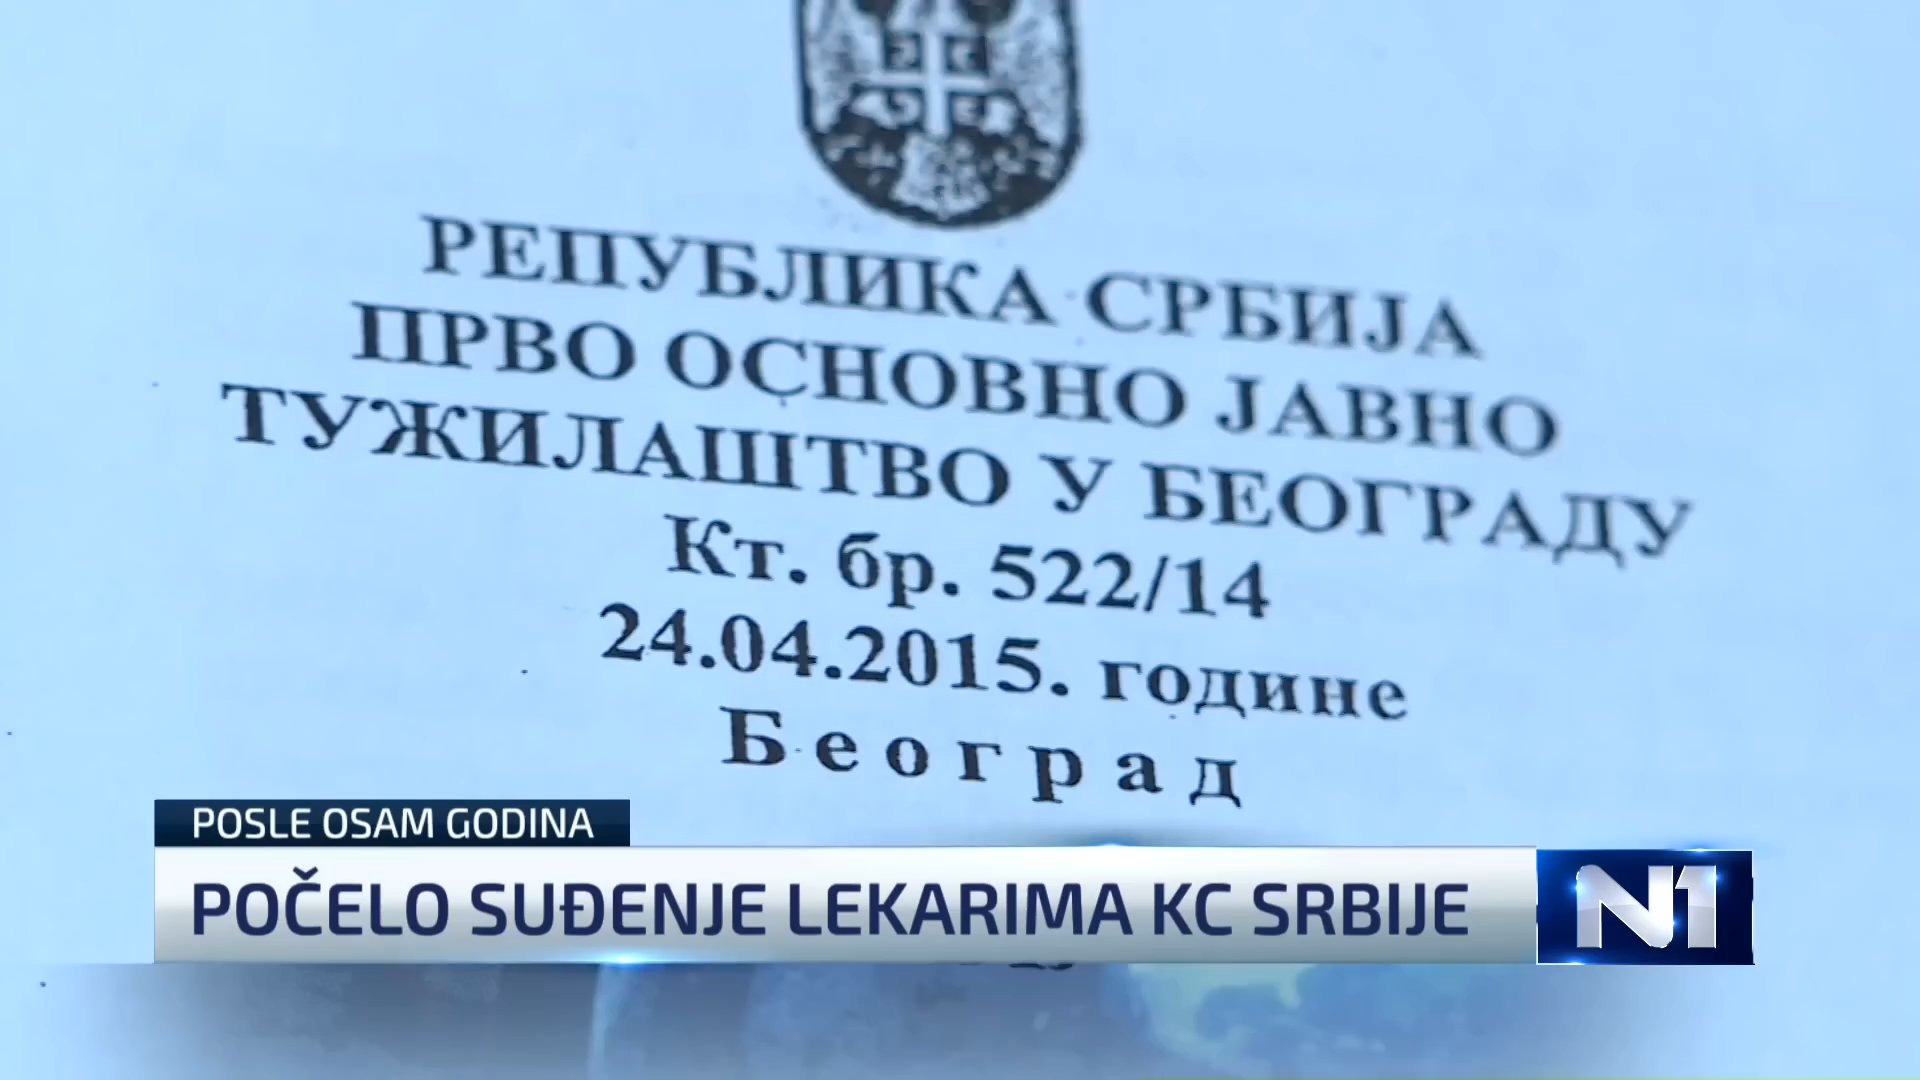 РЕПУБЛИКА СРБИЈА
ПРВО ОСНОВНО ЈАВНО
ТУЖИЛАШТВО У БЕОГРАДУ
Кт. бр. 522/14
24.04.2015. године
Београд
POSLE OSAM GODINA
POČELO SUĐENJE LEKARIMA KC SRBIJE
N1